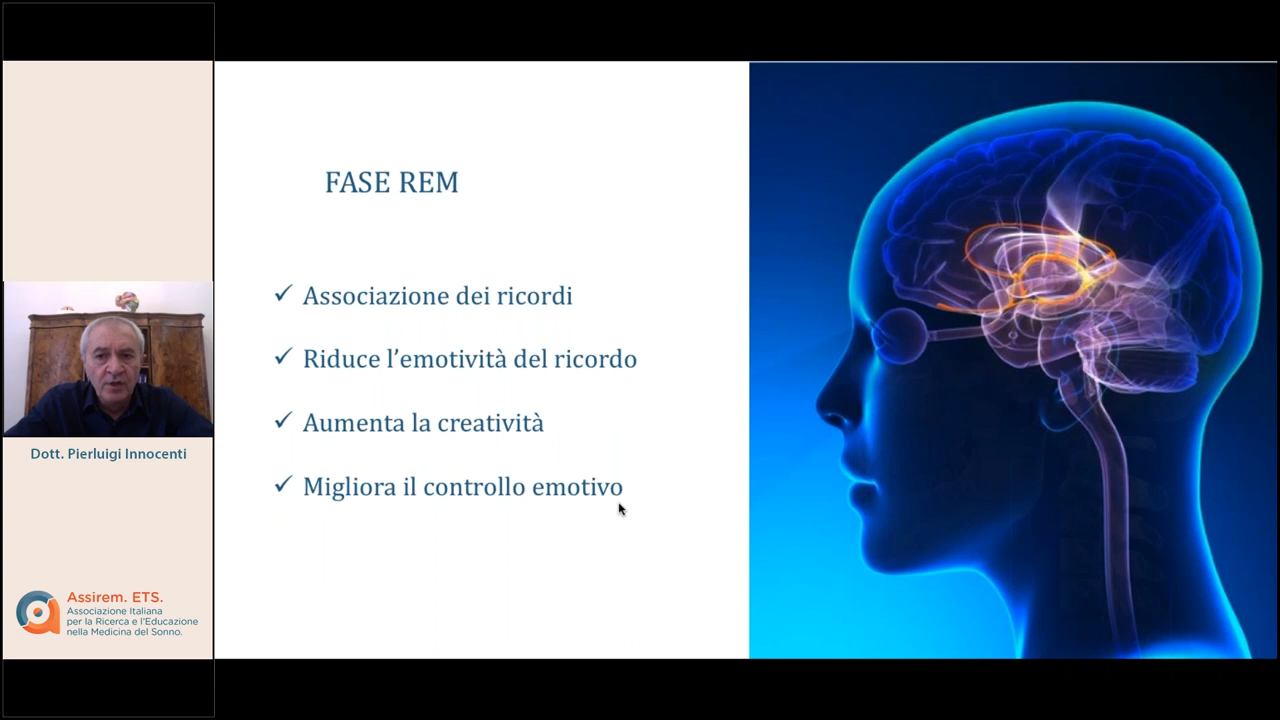 FASE REM
✓ Associazione dei ricordi
✓ Riduce l’emotività del ricordo
✓ Aumenta la creatività
✓ Migliora il controllo emotivo
Dott. Pierluigi Innocenti
Assirem. ETS.
Associazione Italiana
per la Ricerca e l’Educazione
nella Medicina del Sonno.